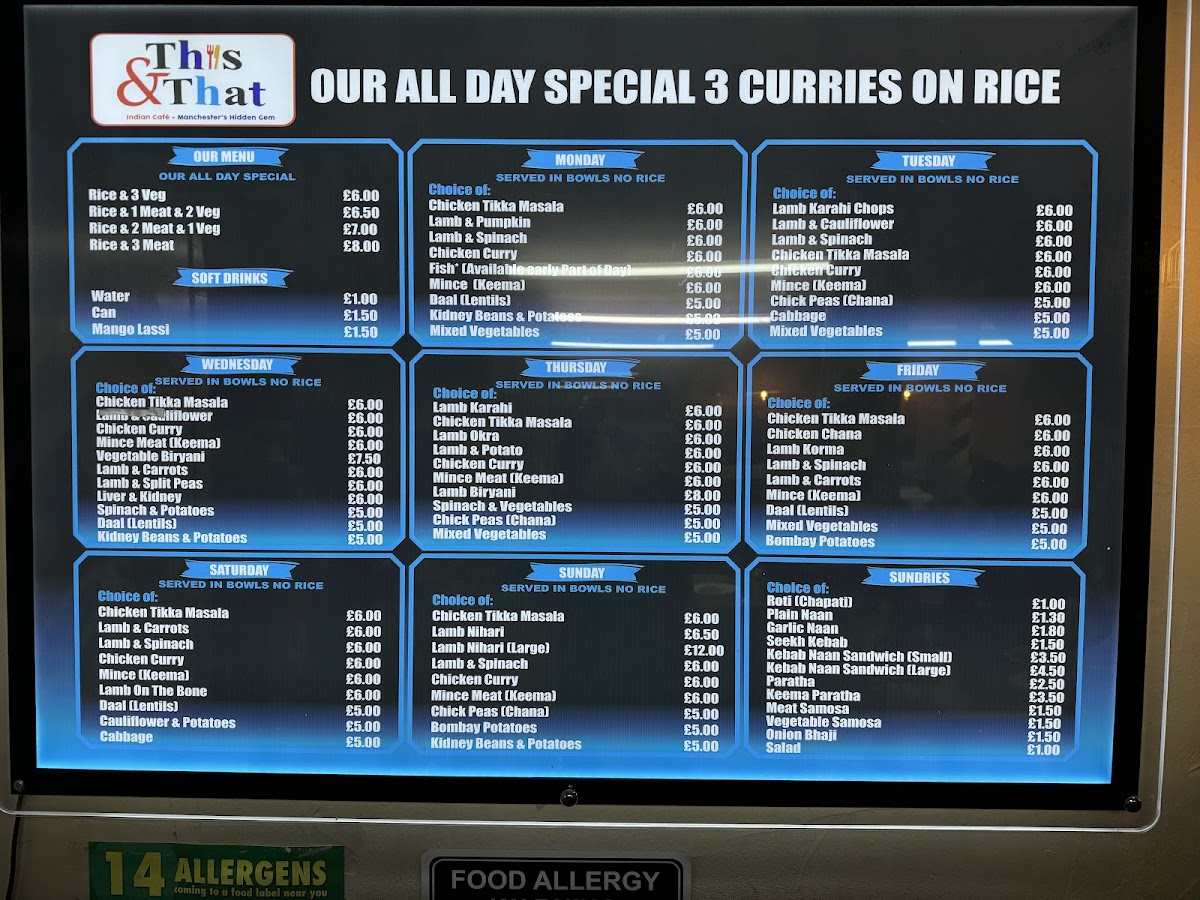 This
& That
Indian Café - Manchester's Hidden Gem
OUR ALL DAY SPECIAL 3 CURRIES ON RICE
OUR MENU
OUR ALL DAY SPECIAL
Rice & 3 Veg £6.00
Rice & 1 Meat & 2 Veg £6.50
Rice & 2 Meat & 1 Veg £7.00
Rice & 3 Meat £8.00
SOFT DRINKS
Water £1.00
Can £1.50
Mango Lassi £1.50
MONDAY
SERVED IN BOWLS NO RICE
Choice of:
Chicken Tikka Masala £6.00
Lamb & Pumpkin £6.00
Lamb & Spinach £6.00
Chicken Curry £6.00
Fish* (Available early Part of Day) £6.00
Mince (Keema) £6.00
Daal (Lentils) £5.00
Kidney Beans & Potatoes £5.00
Mixed Vegetables £5.00
TUESDAY
SERVED IN BOWLS NO RICE
Choice of:
Lamb Karahi Chops £6.00
Lamb & Cauliflower £6.00
Lamb & Spinach £6.00
Chicken Tikka Masala £6.00
Chicken Curry £6.00
Mince (Keema) £6.00
Chick Peas (Chana) £5.00
Cabbage £5.00
Mixed Vegetables £5.00
WEDNESDAY
SERVED IN BOWLS NO RICE
Choice of:
Chicken Tikka Masala £6.00
Lamb & Cauliflower £6.00
Chicken Curry £6.00
Mince Meat (Keema) £6.00
Vegetable Biryani £7.50
Lamb & Carrots £6.00
Lamb & Split Peas £6.00
Liver & Kidney £6.00
Spinach & Potatoes £5.00
Daal (Lentils) £5.00
Kidney Beans & Potatoes £5.00
THURSDAY
SERVED IN BOWLS NO RICE
Choice of:
Lamb Karahi £6.00
Chicken Tikka Masala £6.00
Lamb Okra £6.00
Lamb & Potato £6.00
Chicken Curry £6.00
Mince Meat (Keema) £6.00
Lamb Biryani £8.00
Spinach & Vegetables £5.00
Chick Peas (Chana) £5.00
Mixed Vegetables £5.00
FRIDAY
SERVED IN BOWLS NO RICE
Choice of:
Chicken Tikka Masala £6.00
Chicken Chana £6.00
Lamb Korma £6.00
Lamb & Spinach £6.00
Lamb & Carrots £6.00
Mince (Keema) £6.00
Daal (Lentils) £5.00
Mixed Vegetables £5.00
Bombay Potatoes £5.00
SATURDAY
SERVED IN BOWLS NO RICE
Choice of:
Chicken Tikka Masala £6.00
Lamb & Carrots £6.00
Lamb & Spinach £6.00
Chicken Curry £6.00
Mince (Keema) £6.00
Lamb On The Bone £6.00
Daal (Lentils) £5.00
Cauliflower & Potatoes £5.00
Cabbage £5.00
SUNDAY
SERVED IN BOWLS NO RICE
Choice of:
Chicken Tikka Masala £6.00
Lamb Nihari £6.50
Lamb Nihari (Large) £12.00
Lamb & Spinach £6.00
Chicken Curry £6.00
Mince Meat (Keema) £6.00
Chick Peas (Chana) £5.00
Bombay Potatoes £5.00
Kidney Beans & Potatoes £5.00
SUNDRIES
Choice of:
Roti (Chapati) £1.00
Plain Naan £1.30
Garlic Naan £1.80
Seekh Kebab £1.50
Kebab Naan Sandwich (Small) £3.50
Kebab Naan Sandwich (Large) £4.50
Paratha £2.50
Keema Paratha £3.50
Meat Samosa £1.50
Vegetable Samosa £1.50
Onion Bhaji £1.50
Salad £1.00
14 ALLERGENS
coming to a food label near you
FOOD ALLERGY